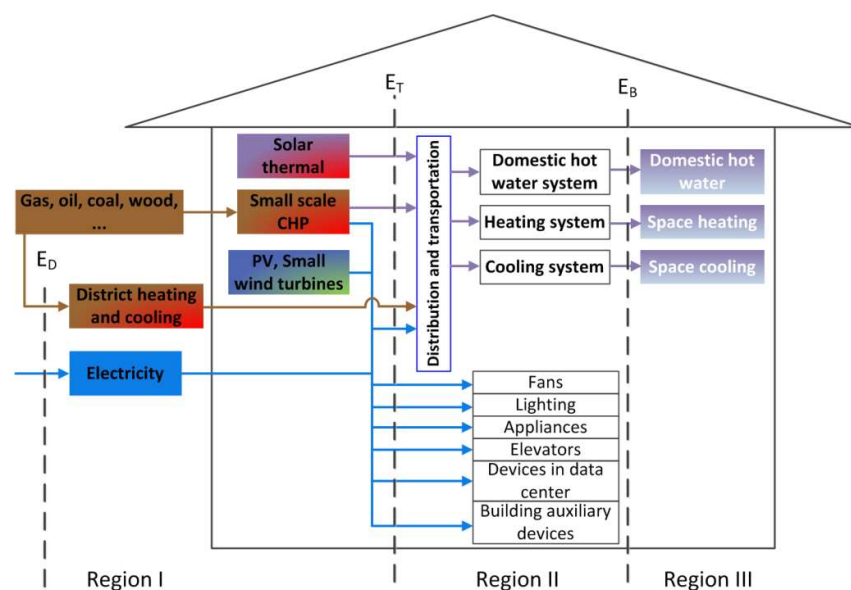 E_T
E_B
Solar
thermal
Domestic hot
water system
Domestic hot
water
Gas, oil, coal, wood,
...
Small scale
CHP
Distribution and transportation
Heating system
Space heating
E_D
PV, Small
wind turbines
Cooling system
Space cooling
District heating
and cooling
Electricity
Fans
Lighting
Appliances
Elevators
Devices in data
center
Building auxiliary
devices
Region I
Region II
Region III